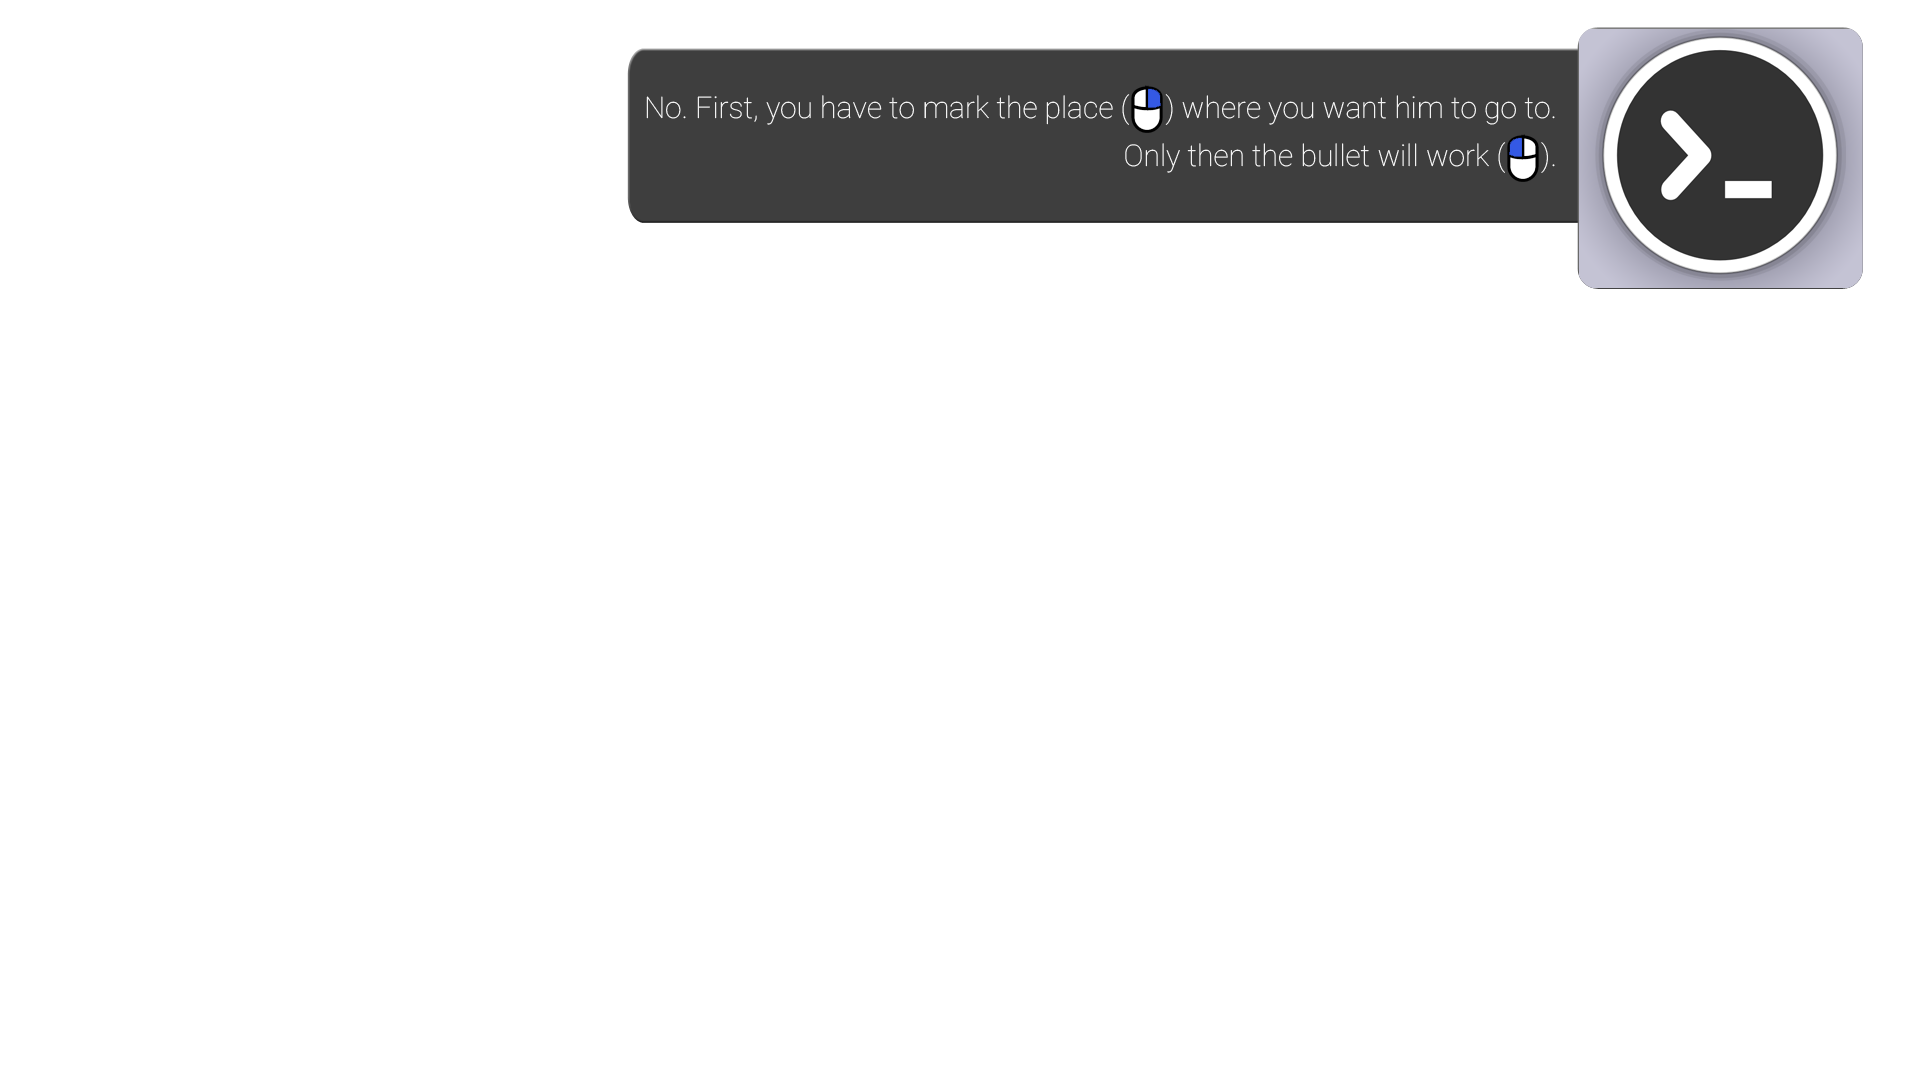 No. First, you have to mark the place () where you want him to go to.
Only then the bullet will work ().